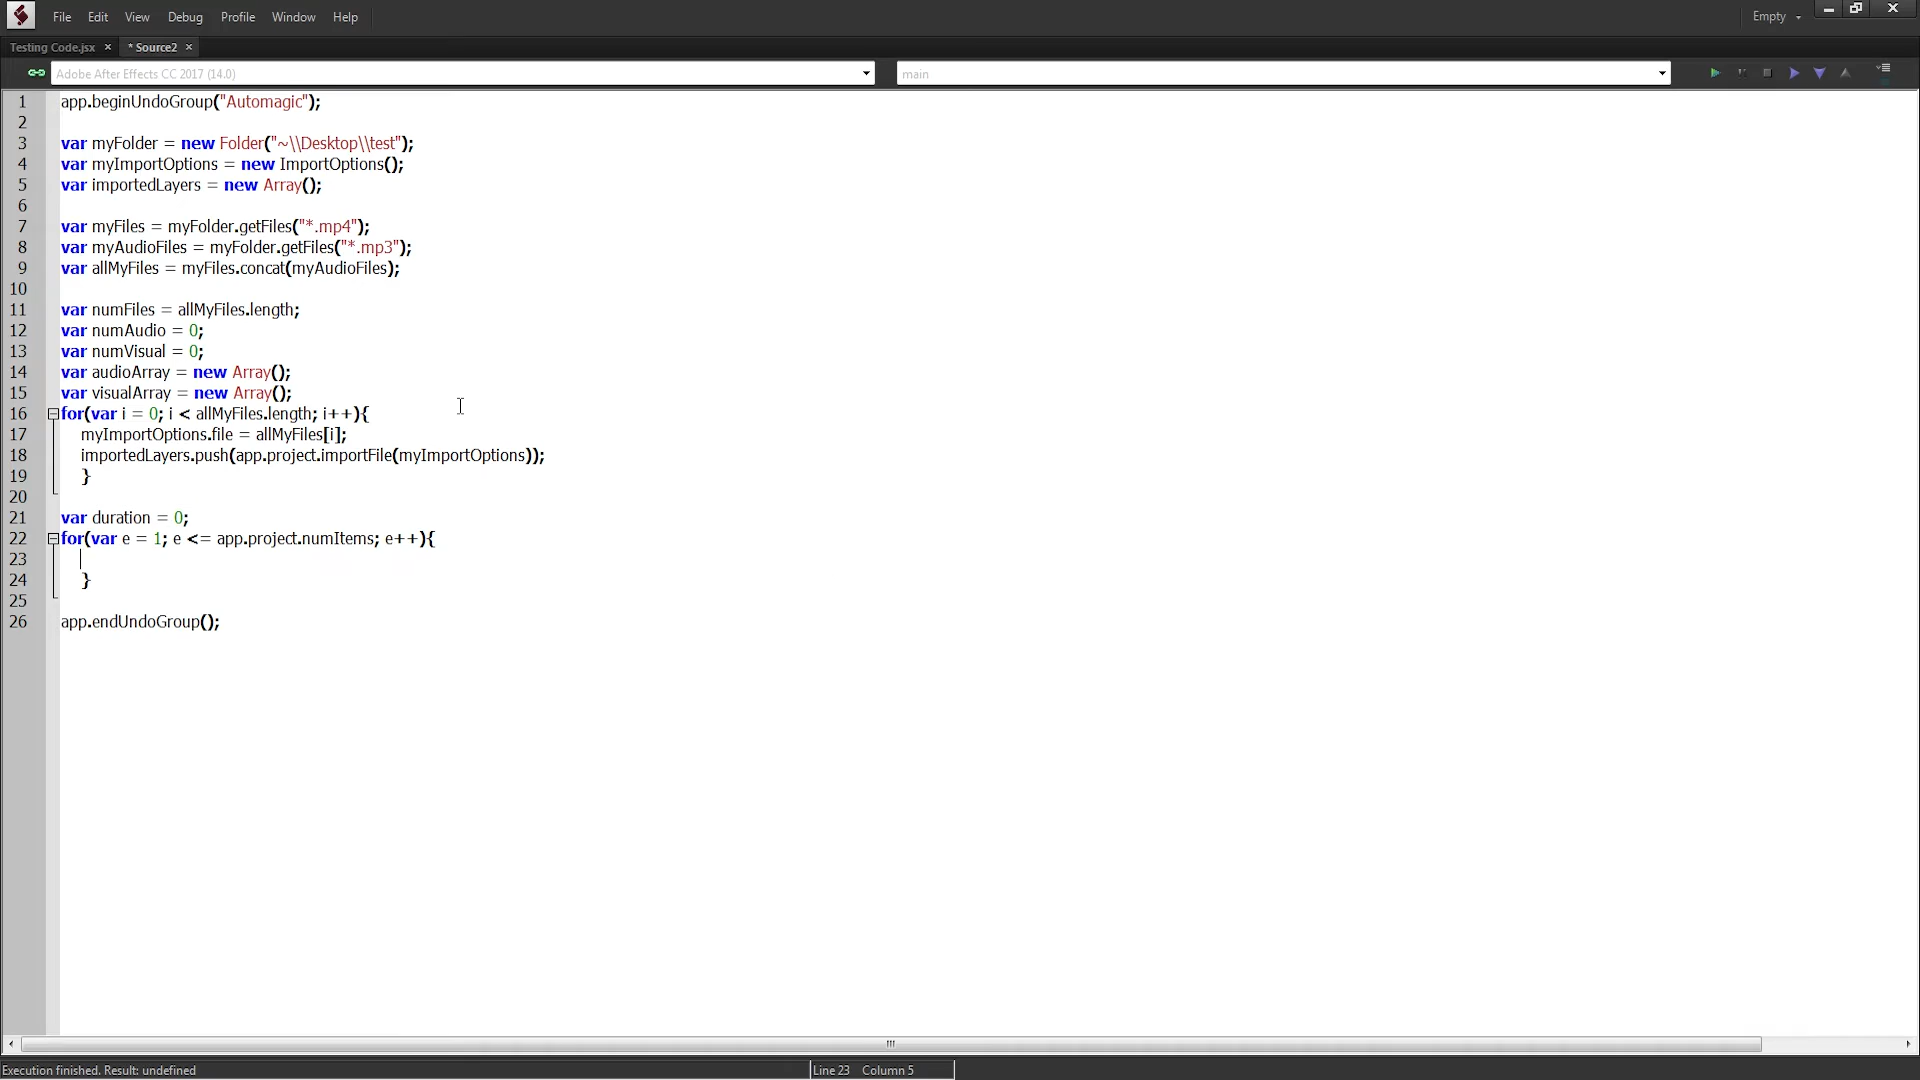 File Edit View Debug Profile Window Help Empty
Testing Code.jsx × * Source2 ×
Adobe After Effects CC 2017 (14.0) main
1 app.beginUndoGroup("Automagic");
2
3 var myFolder = new Folder("~\\Desktop\\test");
4 var myImportOptions = new ImportOptions();
5 var importedLayers = new Array();
6
7 var myFiles = myFolder.getFiles("*.mp4");
8 var myAudioFiles = myFolder.getFiles("*.mp3");
9 var allMyFiles = myFiles.concat(myAudioFiles);
10
11 var numFiles = allMyFiles.length;
12 var numAudio = 0;
13 var numVisual = 0;
14 var audioArray = new Array();
15 var visualArray = new Array();
16 for(var i = 0; i < allMyFiles.length; i++){
17 myImportOptions.file = allMyFiles[i];
18 importedLayers.push(app.project.importFile(myImportOptions));
19 }
20
21 var duration = 0;
22 for(var e = 1; e <= app.project.numItems; e++){
23
24 }
25
26 app.endUndoGroup();
Execution finished. Result: undefined Line 23 Column 5